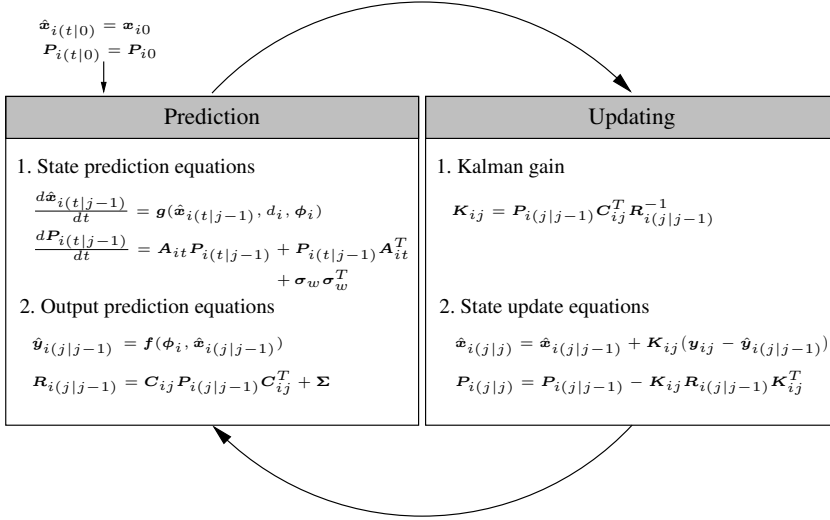 x̂_{i(t|0)} = x_{i0}
P_{i(t|0)} = P_{i0}
Prediction
1. State prediction equations
\frac{dx̂_{i(t|j−1)}}{dt} = g(x̂_{i(t|j−1)}, d_i, ϕ_i)
\frac{dP_{i(t|j−1)}}{dt} = A_{it}P_{i(t|j−1)} + P_{i(t|j−1)}A_{it}^T
+ σ_wσ_w^T
2. Output prediction equations
ŷ_{i(j|j−1)} = f(ϕ_i, x̂_{i(j|j−1)})
R_{i(j|j−1)} = C_{ij}P_{i(j|j−1)}C_{ij}^T + Σ
Updating
1. Kalman gain
K_{ij} = P_{i(j|j−1)}C_{ij}^T R_{i(j|j−1)}^{−1}
2. State update equations
x̂_{i(j|j)} = x̂_{i(j|j−1)} + K_{ij}(y_{ij} − ŷ_{i(j|j−1)})
P_{i(j|j)} = P_{i(j|j−1)} − K_{ij}R_{i(j|j−1)}K_{ij}^T